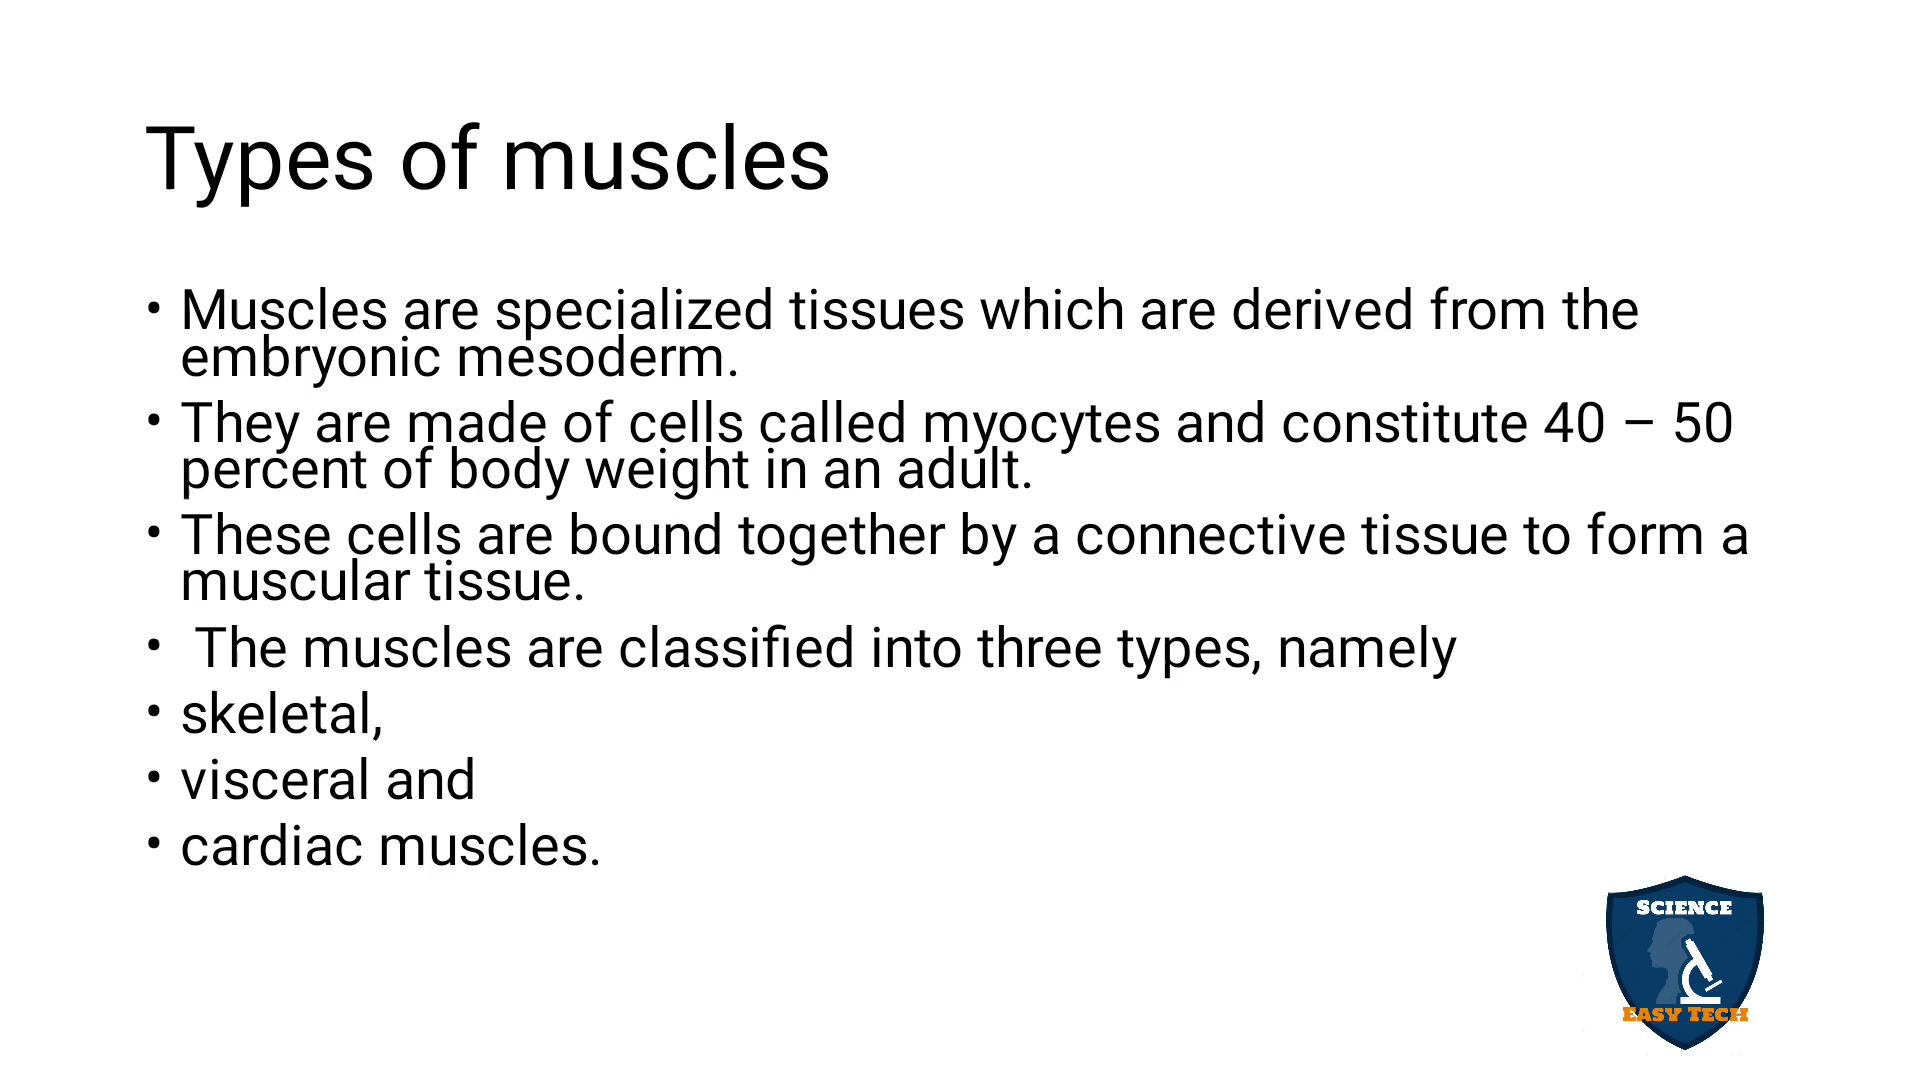 Types of muscles
• Muscles are specialized tissues which are derived from the
embryonic mesoderm.
• They are made of cells called myocytes and constitute 40 – 50
percent of body weight in an adult.
• These cells are bound together by a connective tissue to form a
muscular tissue.
• The muscles are classified into three types, namely
• skeletal,
• visceral and
• cardiac muscles.
SCIENCE
EASY TECH